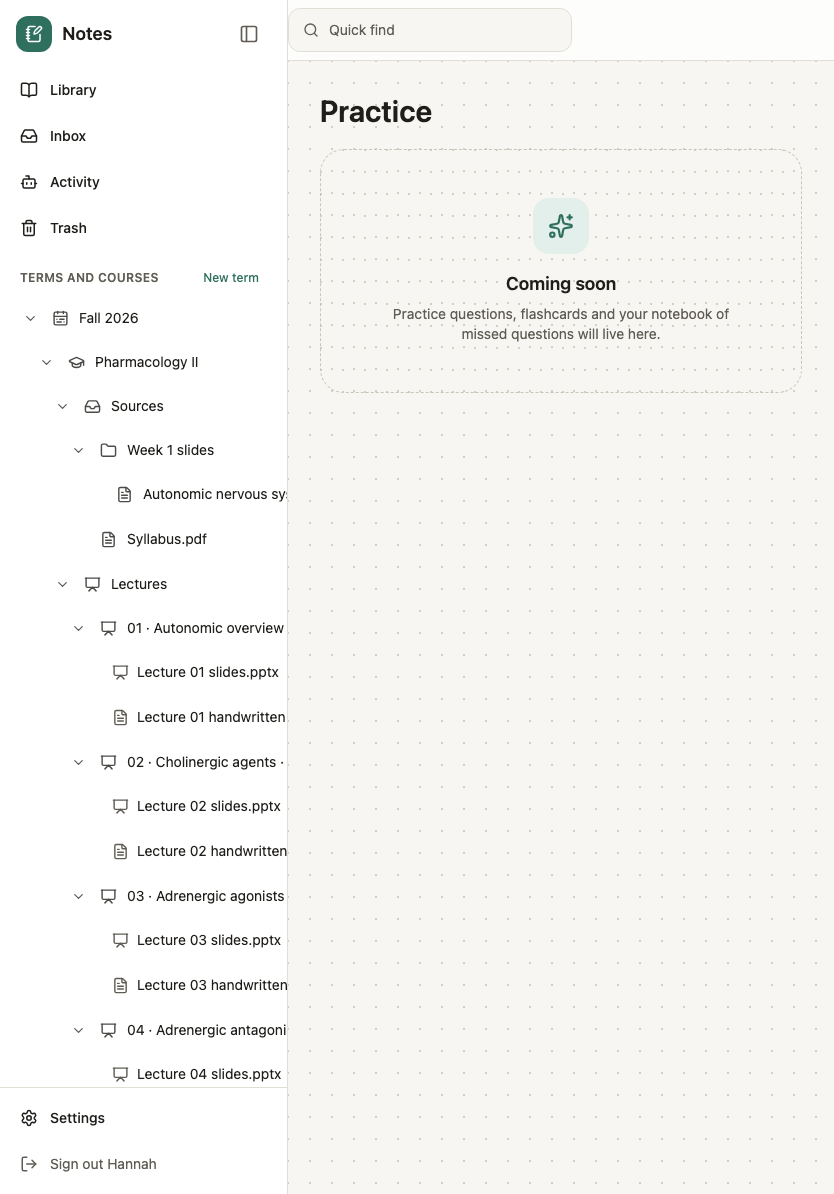 Notes
Quick find
Library
Inbox
Activity
Trash
TERMS AND COURSES New term
Fall 2026
Pharmacology II
Sources
Week 1 slides
Autonomic nervous
Syllabus.pdf
Lectures
01 · Autonomic overview
Lecture 01 slides.pptx
Lecture 01 handwritten
02 · Cholinergic agents ·
Lecture 02 slides.pptx
Lecture 02 handwritten
03 · Adrenergic agonists
Lecture 03 slides.pptx
Lecture 03 handwritten
04 · Adrenergic
Lecture 04 slides.pptx
Settings
Sign out Hannah
Practice
Coming soon
Practice questions, flashcards and your notebook of
missed questions will live here.